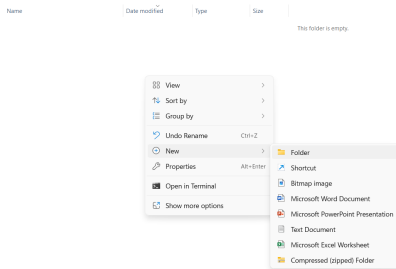 Name Date modified Type Size
This folder is empty.
View
Sort by
Group by
Undo Rename Ctrl+Z
New
Properties Alt+Enter
Open in Terminal
Show more options
Folder
Shortcut
Bitmap image
Microsoft Word Document
Microsoft PowerPoint Presentation
Text Document
Microsoft Excel Worksheet
Compressed (zipped) Folder